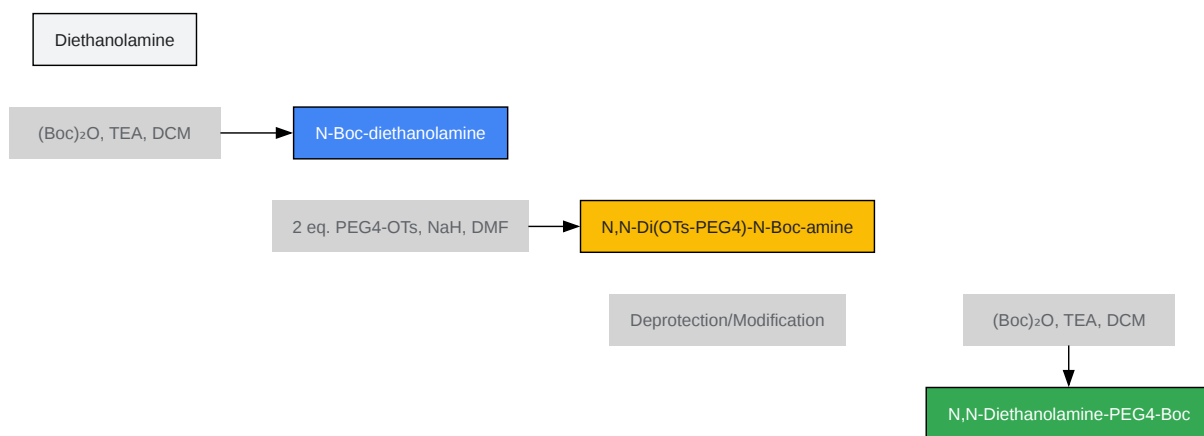 Diethanolamine
(Boc)₂O, TEA, DCM
N-Boc-diethanolamine
2 eq. PEG4-OTs, NaH, DMF
N,N-Di(OTs-PEG4)-N-Boc-amine
Deprotection/Modification
(Boc)₂O, TEA, DCM
N,N-Diethanolamine-PEG4-Boc